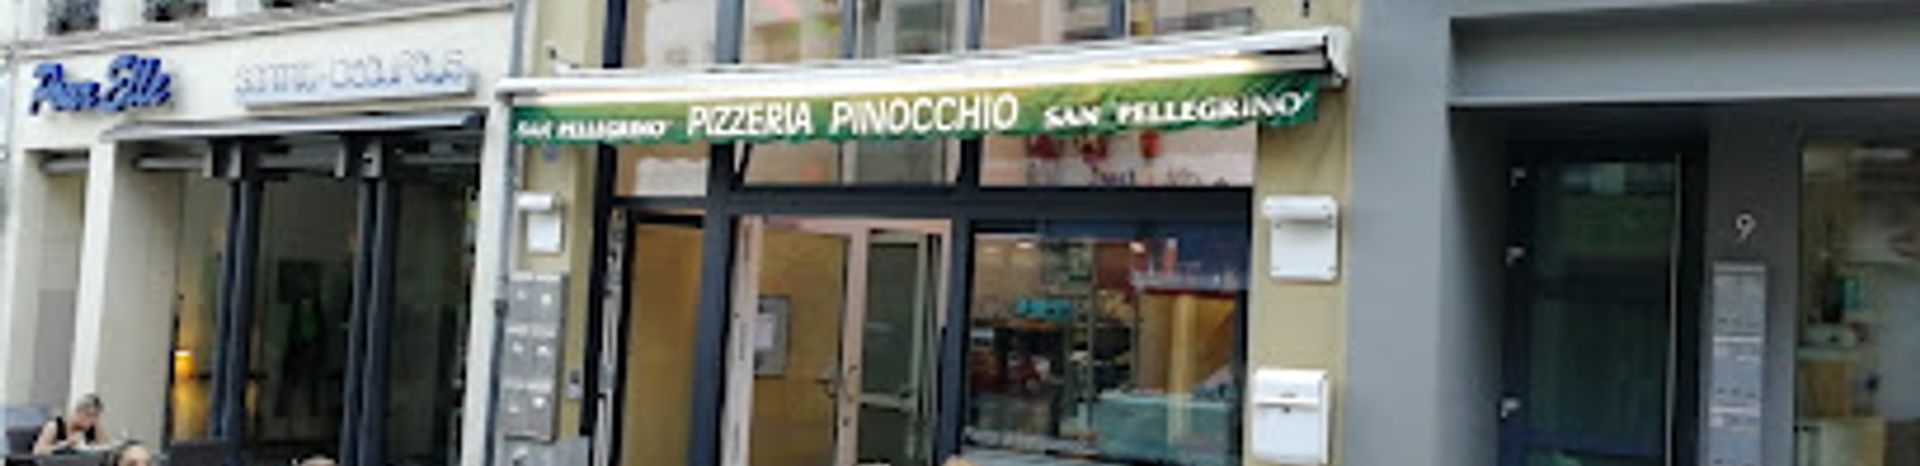 Pour Elle
SAN PELLEGRINO PIZZERIA PINOCCHIO SAN PELLEGRINO
9